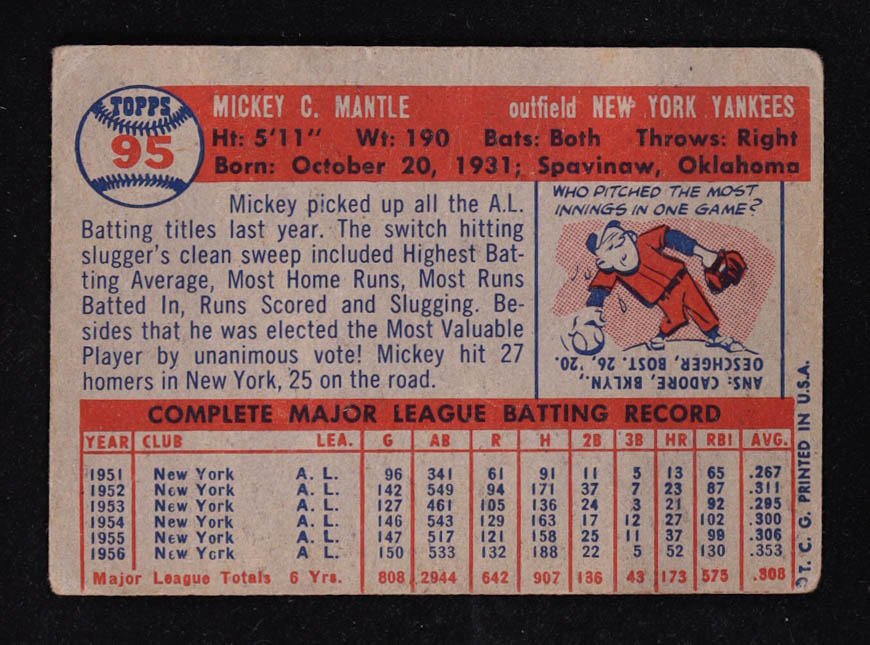 TOPPS
95
MICKEY C. MANTLE outfield NEW YORK YANKEES
Ht: 5'11" Wt: 190 Bats: Both Throws: Right
Born: October 20, 1931; Spavinaw, Oklahoma
Mickey picked up all the A.L.
Batting titles last year. The switch hitting
slugger's clean sweep included Highest Bat-
ting Average, Most Home Runs, Most Runs
Batted In, Runs Scored and Slugging. Be-
sides that he was elected the Most Valuable
Player by unanimous vote! Mickey hit 27
homers in New York, 25 on the road.
WHO PITCHED THE MOST
INNINGS IN ONE GAME?
ANS: CADORE, BKLYN.,
OESCHGER, BOST. 26, '20.
COMPLETE MAJOR LEAGUE BATTING RECORD
YEAR CLUB LEA. G AB R H 2B 3B HR RBI AVG.
1951 New York A. L. 96 341 61 91 11 5 13 65 .267
1952 New York A. L. 142 549 94 171 37 7 23 87 .311
1953 New York A. L. 127 461 105 136 24 3 21 92 .295
1954 New York A. L. 146 543 129 163 17 12 27 102 .300
1955 New York A. L. 147 517 121 158 25 11 37 99 .306
1956 New York A. L. 150 533 132 188 22 5 52 130 .353
Major League Totals 6 Yrs. 808 2944 642 907 136 43 173 575 .308
© T. C. G. PRINTED IN U.S.A.